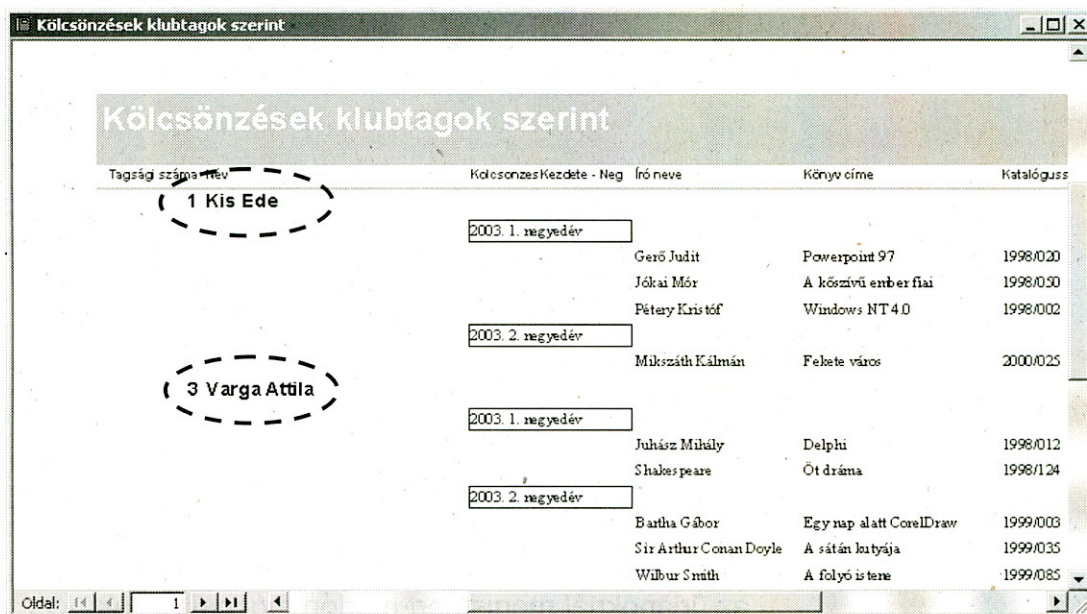 Kölcsönzések klubtagok szerint
Kölcsönzések klubtagok szerint
Tagsági száma Név KolcsonzesKezdete - Neg Író neve Könyv címe Katalóguss
1 Kis Ede
2003. 1. negyedév
Gerő Judit Powerpoint 97 1998/020
Jókai Mór A kőszívű ember fiai 1998/050
Pétery Kristóf Windows NT 4.0 1998/002
2003. 2. negyedév
Mikszáth Kálmán Fekete város 2000/025
3 Varga Attila
2003. 1. negyedév
Juhász Mihály Delphi 1998/012
Shakespeare Öt dráma 1998/124
2003. 2. negyedév
Bartha Gábor Egy nap alatt CorelDraw 1999/003
Sir Arthur Conan Doyle A sátán kutyája 1999/035
Wilbur Smith A folyó istene 1999/085
Oldal: 1